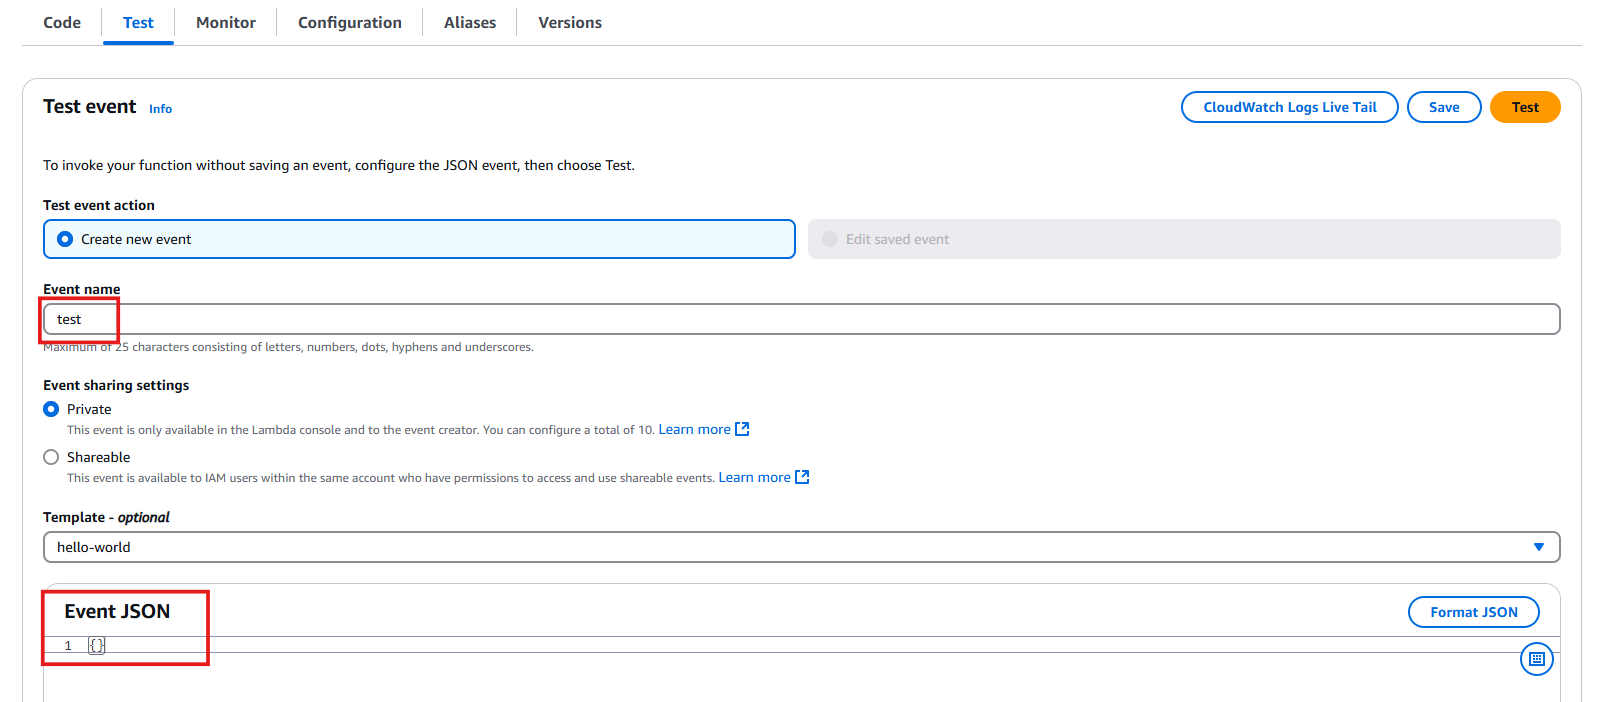 Code Test Monitor Configuration Aliases Versions
Test event Info CloudWatch Logs Live Tail Save Test
To invoke your function without saving an event, configure the JSON event, then choose Test.
Test event action
Create new event Edit saved event
Event name
test
Maximum of 25 characters consisting of letters, numbers, dots, hyphens and underscores.
Event sharing settings
Private
This event is only available in the Lambda console and to the event creator. You can configure a total of 10. Learn more
Shareable
This event is available to IAM users within the same account who have permissions to access and use shareable events. Learn more
Template - optional
hello-world
Event JSON Format JSON
1 {}